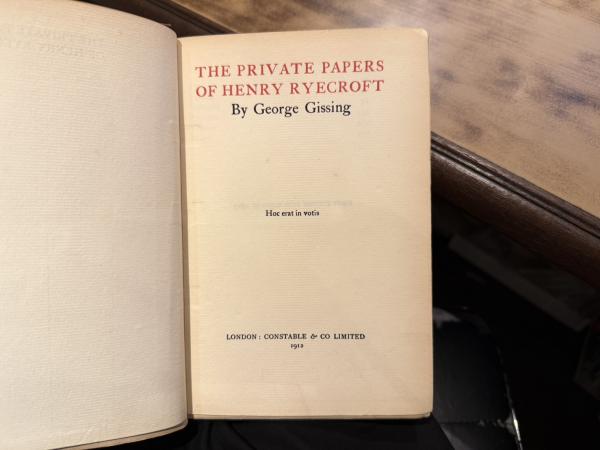 THE PRIVATE PAPERS
OF HENRY RYECROFT
By George Gissing
Hoc erat in votis
LONDON: CONSTABLE & CO LIMITED
1912